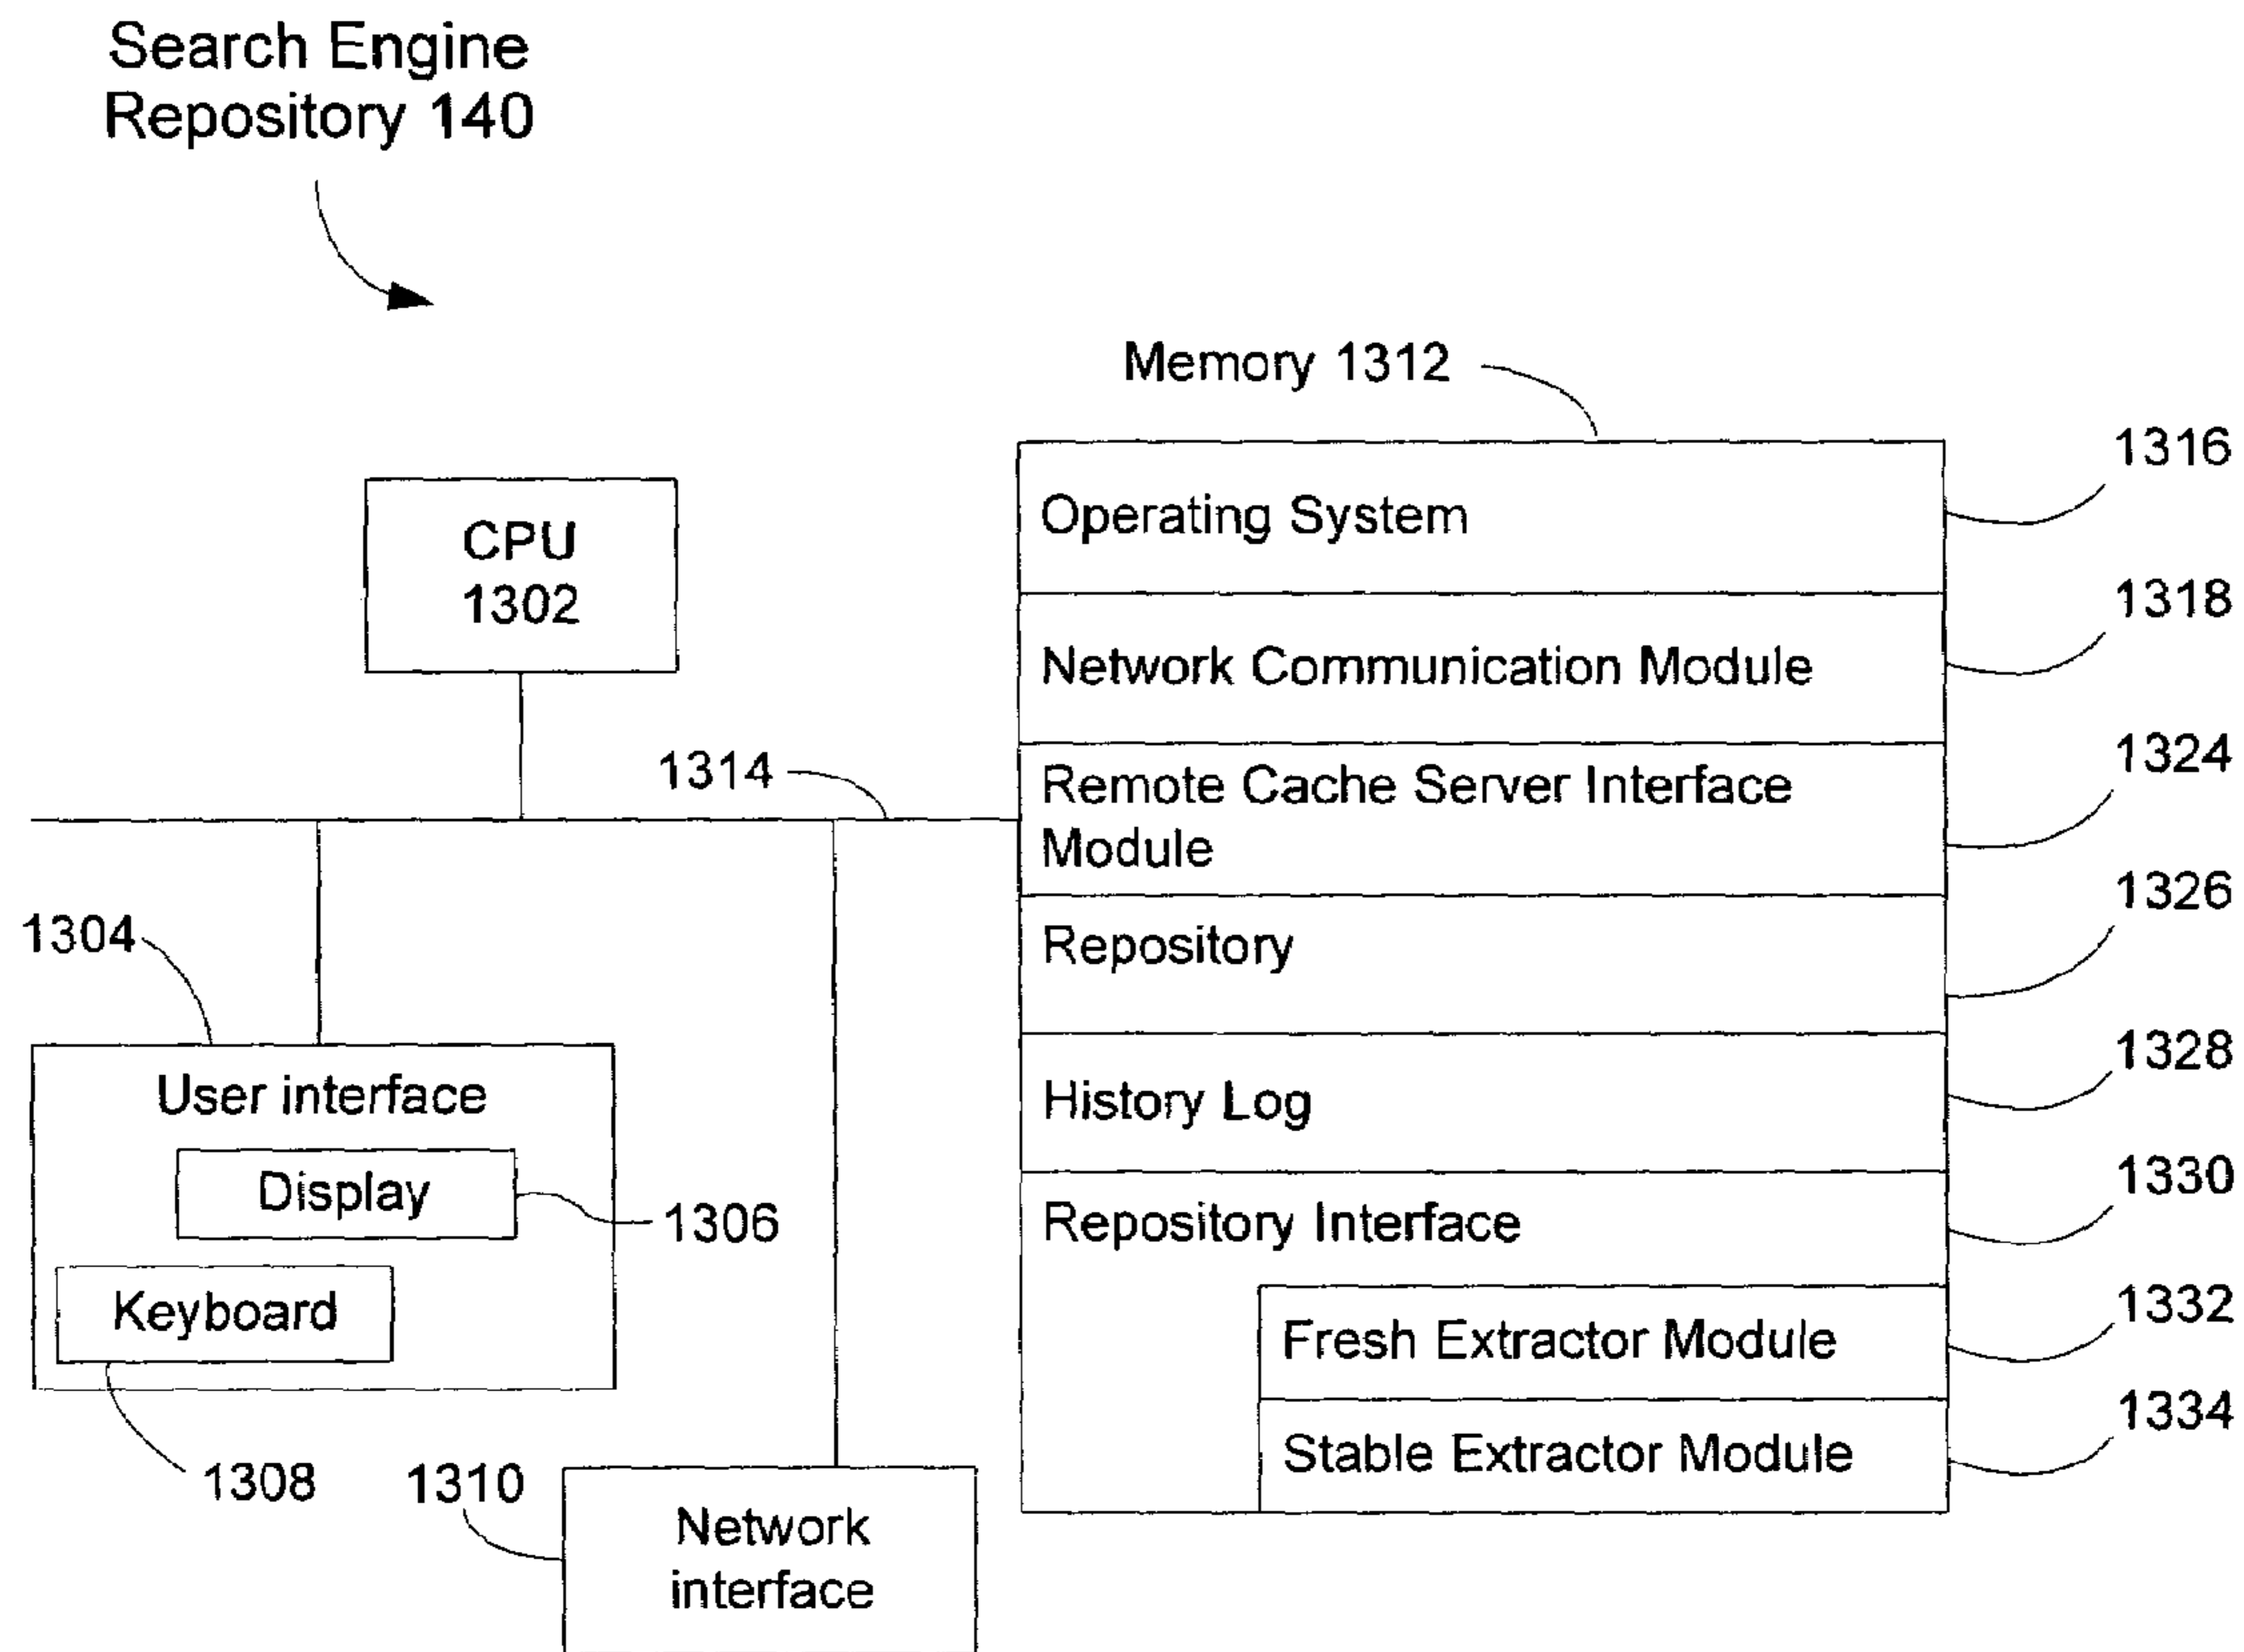 Search Engine
Repository 140
Memory 1312
1316
Operating System
CPU
1302
1318
Network Communication Module
1314
1324
Remote Cache Server Interface
Module
1326
Repository
1304
1328
User interface
History Log
Display
1306
1330
Repository Interface
Keyboard
1332
Fresh Extractor Module
1334
Stable Extractor Module
1308
1310
Network
interface